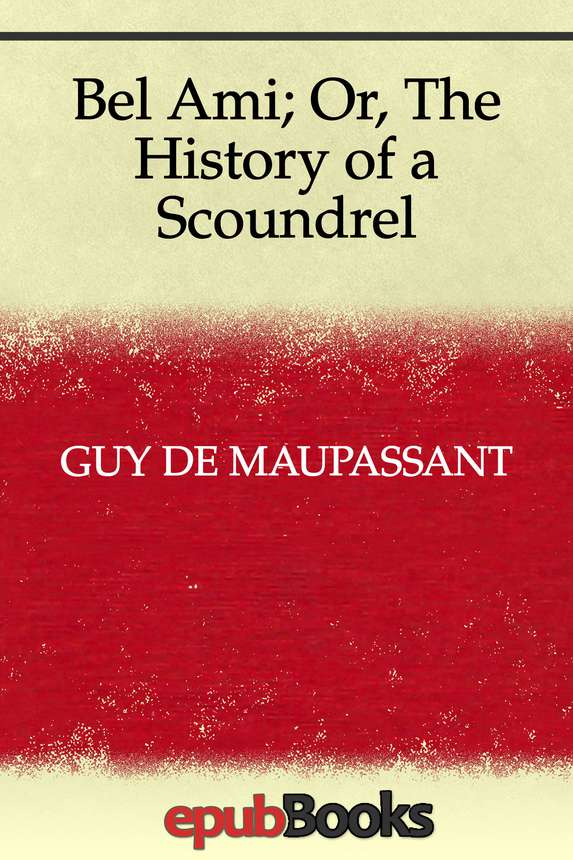 Bel Ami; Or, The
History of a
Scoundrel
GUY DE MAUPASSANT
epubBooks